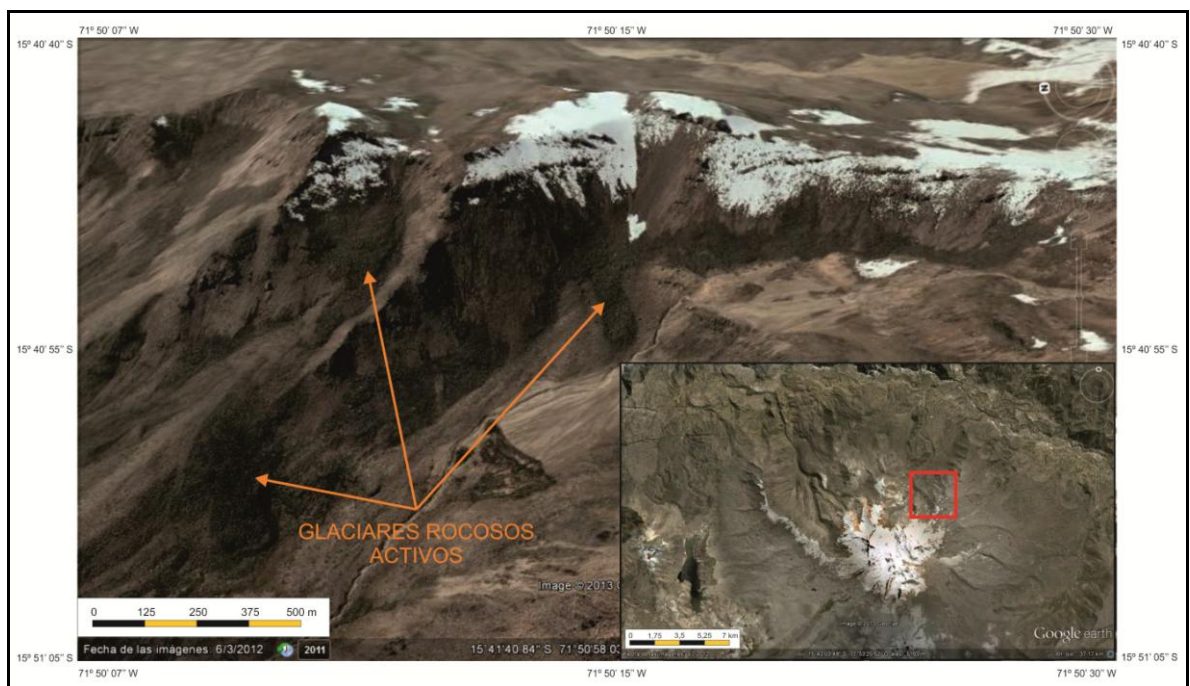 71º 50' 07'' W
71º 50' 15'' W
71º 50' 30'' W
15º 40' 40'' S
15º 40' 40'' S
15º 40' 55'' S
15º 40' 55'' S
GLACIARES ROCOSOS
ACTIVOS
Image © 2013
0 125 250 375 500 m
Fecha de las imágenes: 6/3/2012 2011
15°41'40 84" S 71°50'58 0
0 1,75 3,5 5,25 7 km
Google earth
15º 51' 05'' S
15º 51' 05'' S
71º 50' 07'' W
71º 50' 15'' W
71º 50' 30'' W